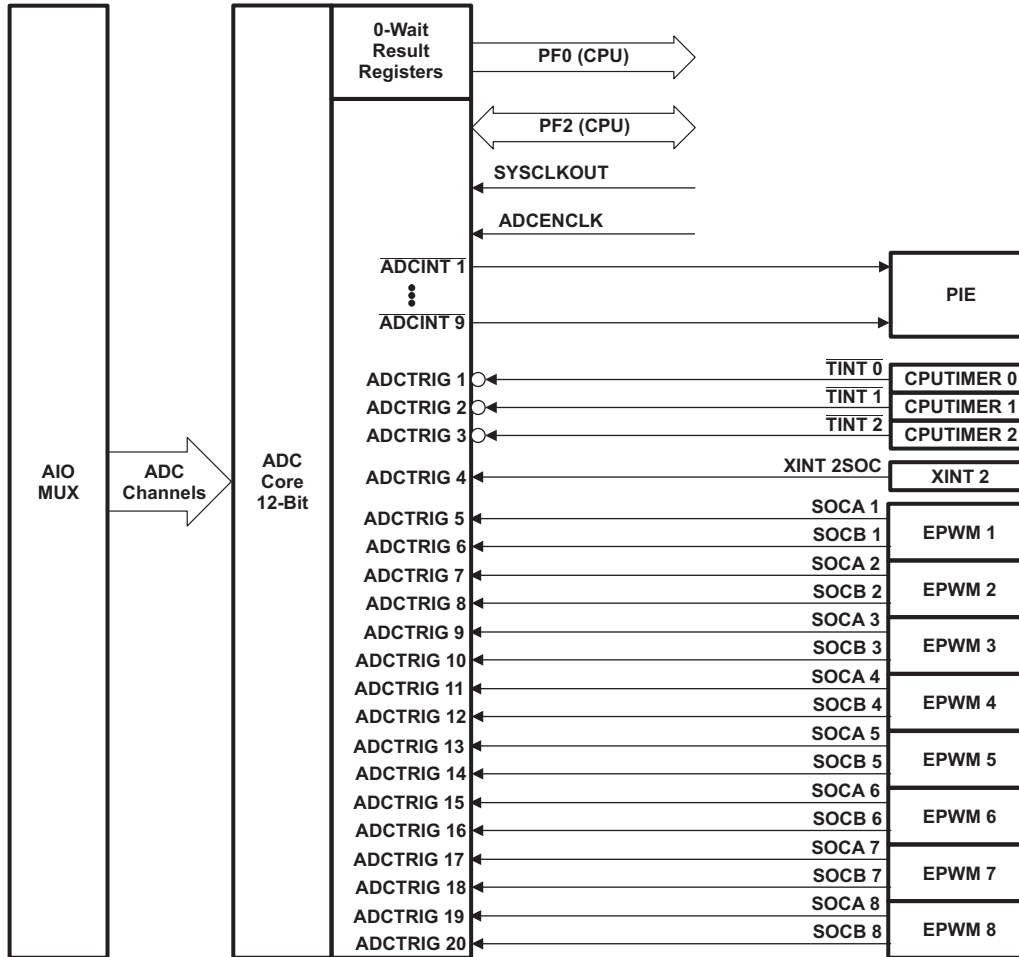 0-Wait
Result
Registers
PF0 (CPU)
PF2 (CPU)
SYSCLKOUT
ADCENCLK
ADCINT 1
ADCINT 9
PIE
AIO
MUX
ADC
Channels
ADC
Core
12-Bit
ADCTRIG 1
TINT 0
CPUTIMER 0
ADCTRIG 2
TINT 1
CPUTIMER 1
ADCTRIG 3
TINT 2
CPUTIMER 2
ADCTRIG 4
XINT 2SOC
XINT 2
ADCTRIG 5
SOCA 1
ADCTRIG 6
SOCB 1
EPWM 1
ADCTRIG 7
SOCA 2
ADCTRIG 8
SOCB 2
EPWM 2
ADCTRIG 9
SOCA 3
ADCTRIG 10
SOCB 3
EPWM 3
ADCTRIG 11
SOCA 4
ADCTRIG 12
SOCB 4
EPWM 4
ADCTRIG 13
SOCA 5
ADCTRIG 14
SOCB 5
EPWM 5
ADCTRIG 15
SOCA 6
ADCTRIG 16
SOCB 6
EPWM 6
ADCTRIG 17
SOCA 7
ADCTRIG 18
SOCB 7
EPWM 7
ADCTRIG 19
SOCA 8
ADCTRIG 20
SOCB 8
EPWM 8